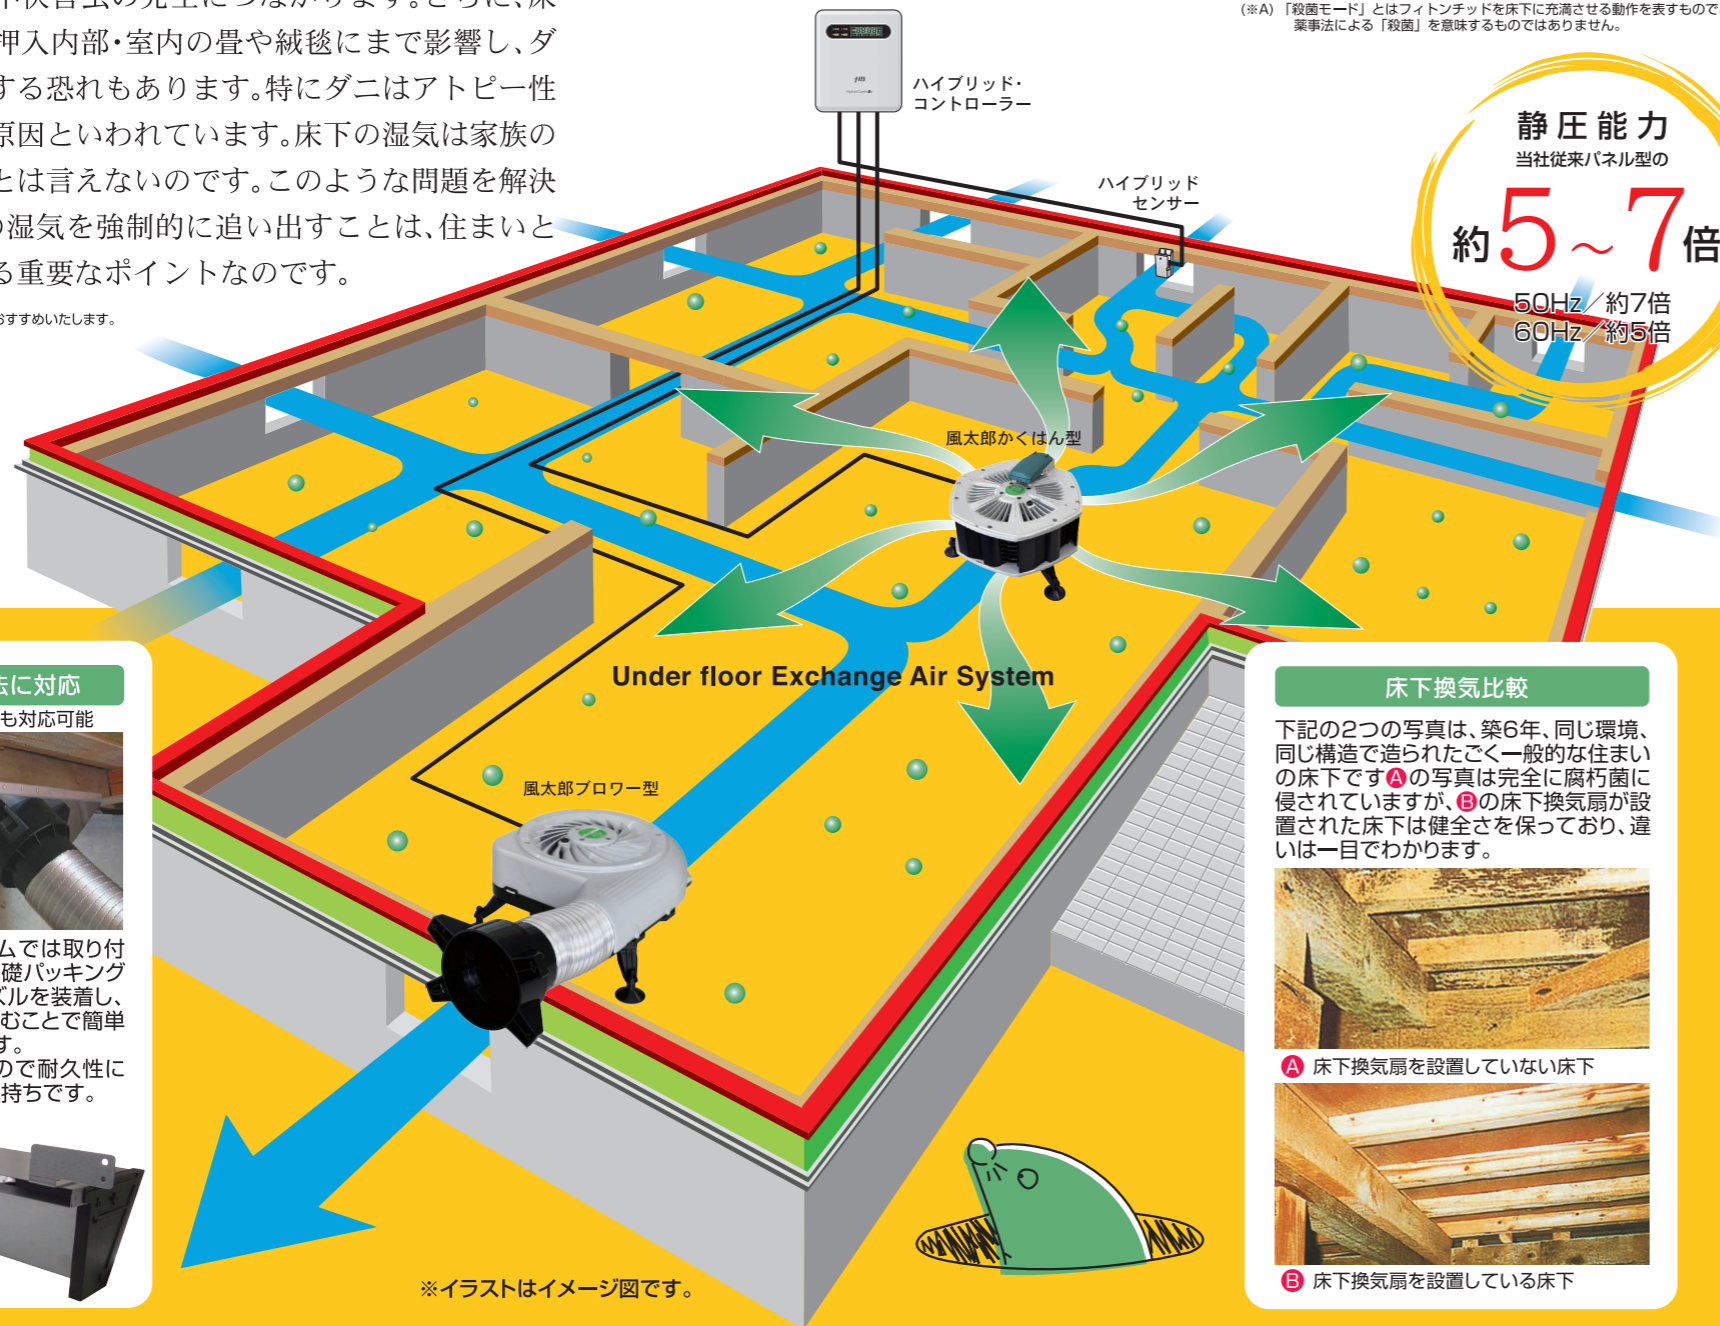 押入内部・室内の畳や絨毯にまで影響し、ダ
する恐れもあります。特にダニはアトピー性
原因といわれています。床下の湿気は家族の
とは言えないのです。このような問題を解決
の湿気を強制的に追い出すことは、住まいと
る重要なポイントなのです。
おすすめいたします。
(※A)「殺菌モード」とはフィトンチッドを床下に充満させる動作を表すもので
薬事法による「殺菌」を意味するものではありません。
ハイブリッド・
コントローラー
ハイブリッド
センサー
静圧能力
当社従来パネル型の
約5～7倍
50Hz／約7倍
60Hz／約5倍
風太郎かくはん型
Under floor Exchange Air System
風太郎ブロワー型
法に対応
も対応可能
ムでは取り付
礎パッキング
ズルを装着し、
むことで簡単
す。
ので耐久性に
持ちです。
床下換気比較
下記の2つの写真は、築6年、同じ環境、
同じ構造で造られたごく一般的な住まい
の床下ですAの写真は完全に腐朽菌に
侵されていますが、Bの床下換気扇が設
置された床下は健全さを保っており、違
いは一目でわかります。
A 床下換気扇を設置していない床下
B 床下換気扇を設置している床下
※イラストはイメージ図です。